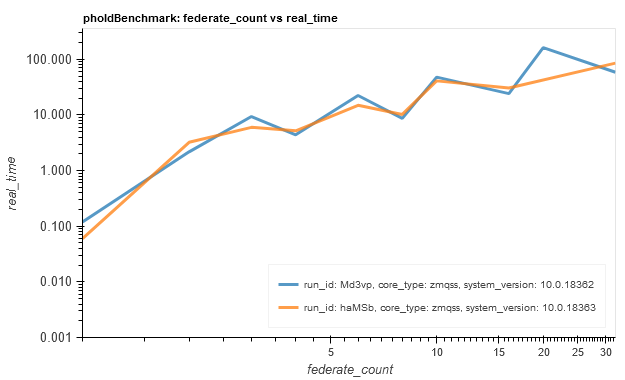 pholdBenchmark: federate_count vs real_time
100.000
10.000
1.000
0.100
0.010
0.001
real_time
run_id: Md3vp, core_type: zmqss, system_version: 10.0.18362
run_id: haMSb, core_type: zmqss, system_version: 10.0.18363
5 10 15 20 25 30
federate_count